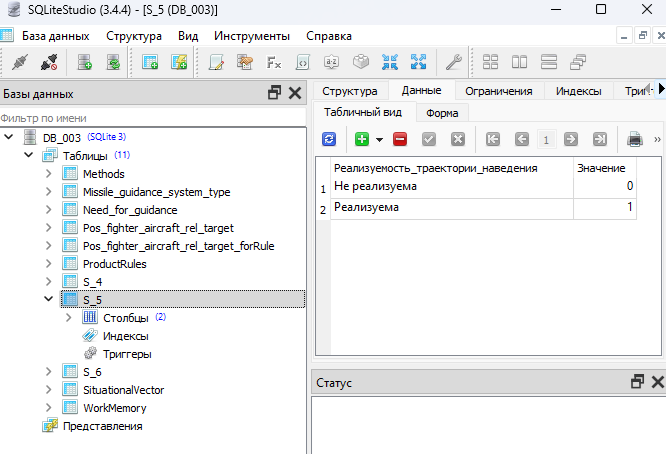 SQLiteStudio (3.4.4) - [S_5 (DB_003)]
База данных Структура Вид Инструменты Справка
Базы данных
Фильтр по имени
DB_003 (SQLite 3)
Таблицы (11)
Methods
Missile_guidance_system_type
Need_for_guidance
Pos_fighter_aircraft_rel_target
Pos_fighter_aircraft_rel_target_forRule
ProductRules
S_4
S_5
Столбцы (2)
Индексы
Триггеры
S_6
SituationalVector
WorkMemory
Представления
Структура Данные Ограничения Индексы
Табличный вид Форма
1
Реализуемость_траектории_наведения Значение
1 Не реализуема 0
2 Реализуема 1
Статус